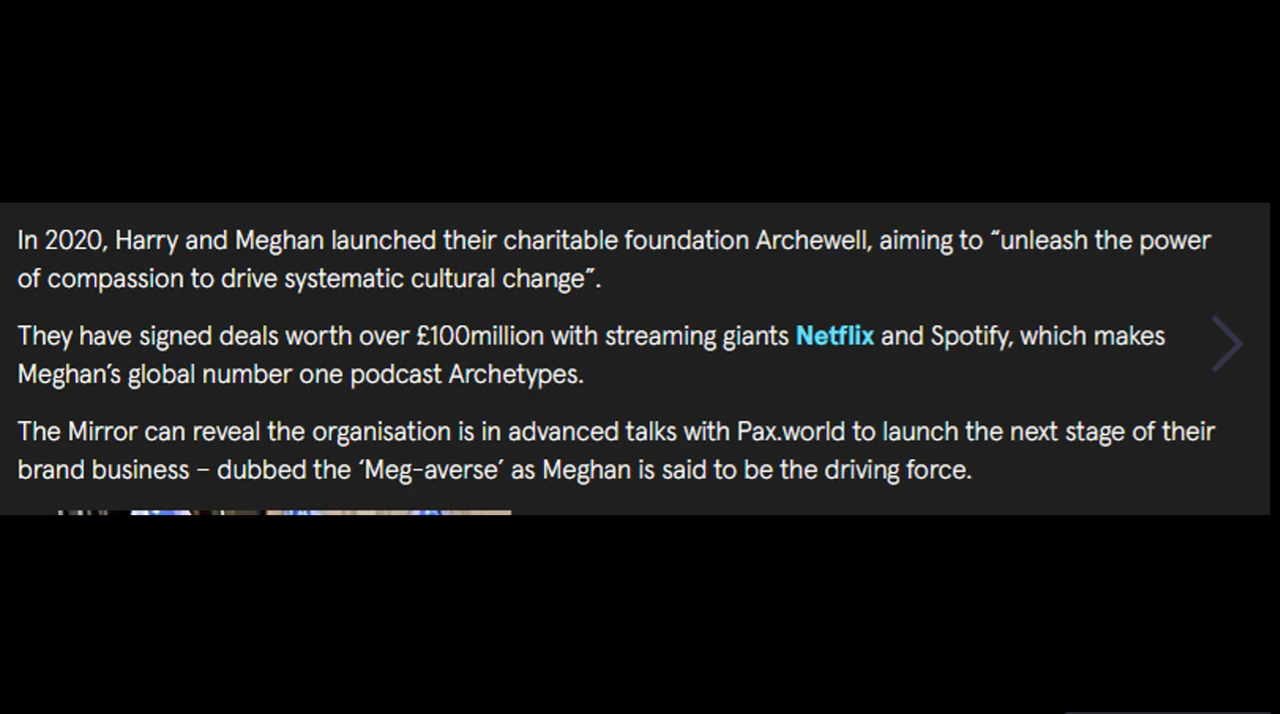 In 2020, Harry and Meghan launched their charitable foundation Archewell, aiming to “unleash the power
of compassion to drive systematic cultural change”.
They have signed deals worth over £100million with streaming giants Netflix and Spotify, which makes
Meghan’s global number one podcast Archetypes.
The Mirror can reveal the organisation is in advanced talks with Pax.world to launch the next stage of their
brand business – dubbed the ‘Meg-averse’ as Meghan is said to be the driving force.